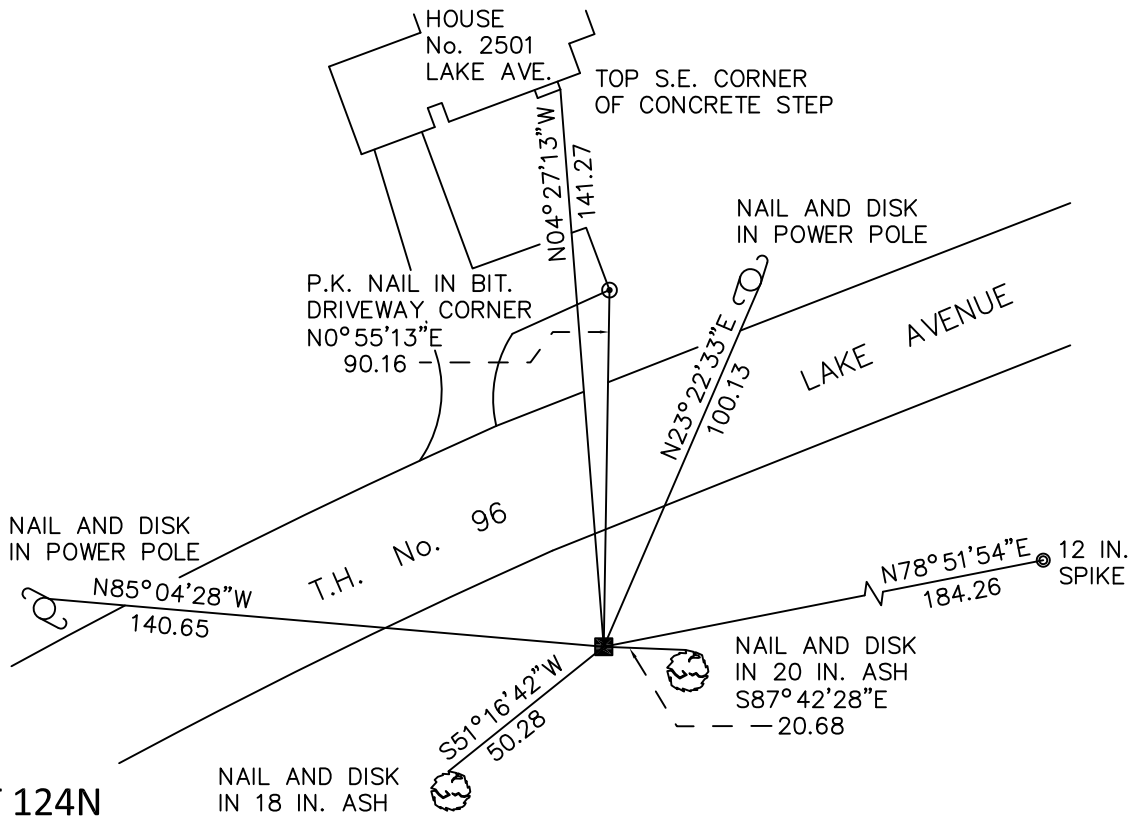 HOUSE
No. 2501
LAKE AVE.
TOP S.E. CORNER
OF CONCRETE STEP
N04°27'13"W
141.27
NAIL AND DISK
IN POWER POLE
P.K. NAIL IN BIT.
DRIVEWAY CORNER
N0°55'13"E
90.16
N23°22'33"E
100.13
LAKE AVENUE
T.H. No. 96
NAIL AND DISK
IN POWER POLE
N85°04'28"W
140.65
N78°51'54"E
184.26
12 IN.
SPIKE
NAIL AND DISK
IN 20 IN. ASH
S87°42'28"E
20.68
S51°16'42"W
50.28
NAIL AND DISK
IN 18 IN. ASH
124N